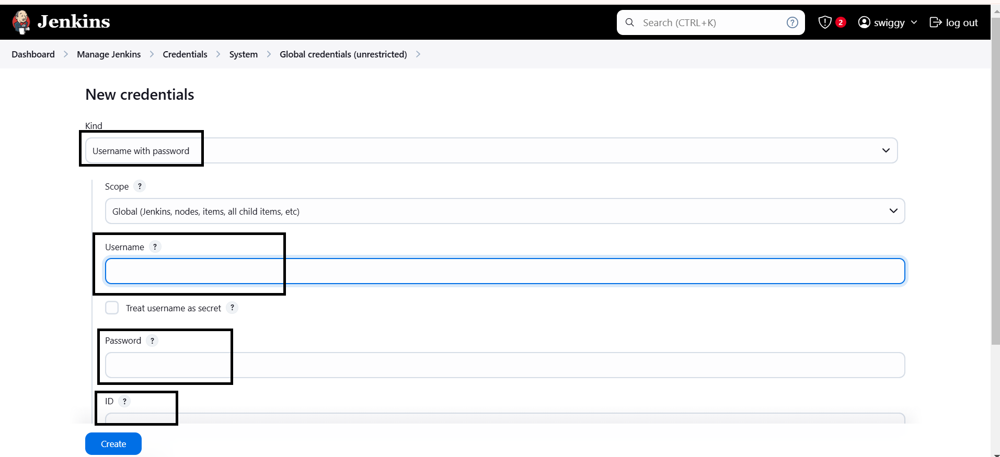 Jenkins
Search (CTRL+K)
?
2
swiggy
log out
Dashboard > Manage Jenkins > Credentials > System > Global credentials (unrestricted) >
New credentials
Kind
Username with password
Scope ?
Global (Jenkins, nodes, items, all child items, etc)
Username ?
Treat username as secret ?
Password ?
ID ?
Create